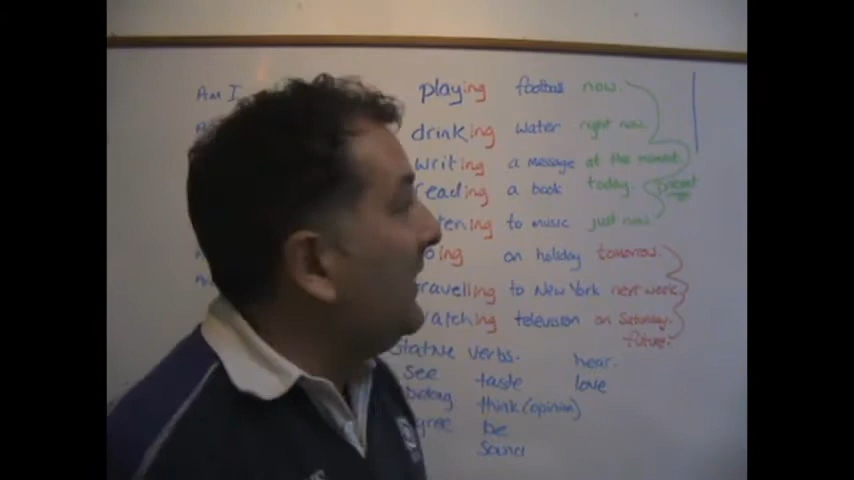 Am I playing football now.
drinking water right now.
writing a message at the moment.
reading a book today. present
to music just now.
on holiday tomorrow.
travelling to New York next week.
watching television on Saturday.
future.
Stative verbs. hear.
see taste love
belong think (opinion)
agree be
Sound